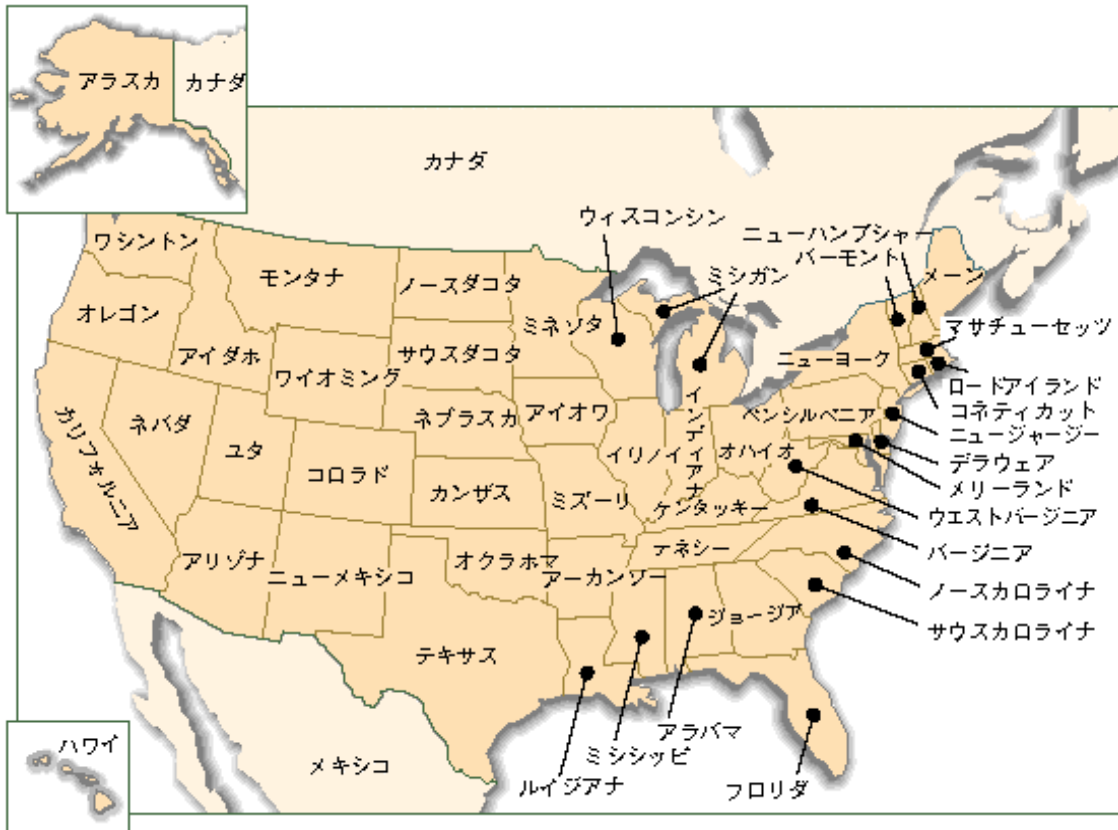 アラスカ
カナダ
カナダ
ウィスコンシン
ニューハンプシャ
バーモント
ワシントン
モンタナ
ノースダコタ
ミシガン
メーン
オレゴン
ミネソタ
マサチューセッツ
アイダホ
サウスダコタ
ニューヨーク
ワイオミング
ロードアイランド
カリフォルニア
ネバダ
ネブラスカ
アイオワ
インディアナ
ペンシルベニア
コネティカット
ニュージャージー
ユタ
コロラド
イリノイ
オハイオ
デラウェア
カンザス
ミズーリ
メリーランド
ケンタッキー
ウエストバージニア
アリゾナ
ニューメキシコ
オクラホマ
アーカンソー
テネシー
バージニア
ノースカロライナ
ジョージア
サウスカロライナ
テキサス
アラバマ
ミシシッピ
ルイジアナ
フロリダ
ハワイ
メキシコ